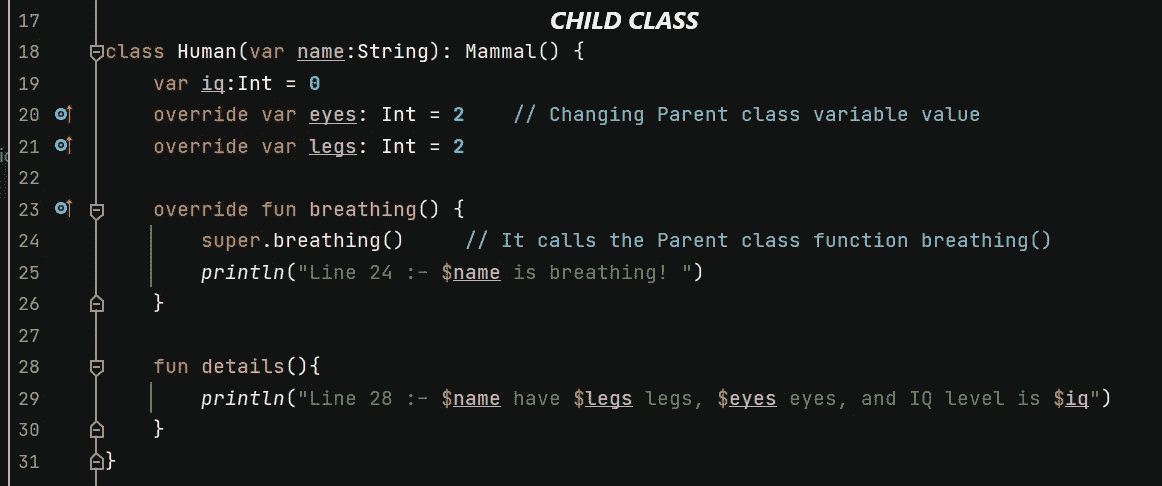 CHILD CLASS
17
18 class Human(var name:String): Mammal() {
19 var iq:Int = 0
20 override var eyes: Int = 2 // Changing Parent class variable value
21 override var legs: Int = 2
22
23 override fun breathing() {
24 super.breathing() // It calls the Parent class function breathing()
25 println("Line 24 :- $name is breathing! ")
26 }
27
28 fun details(){
29 println("Line 28 :- $name have $legs legs, $eyes eyes, and IQ level is $iq")
30 }
31 }